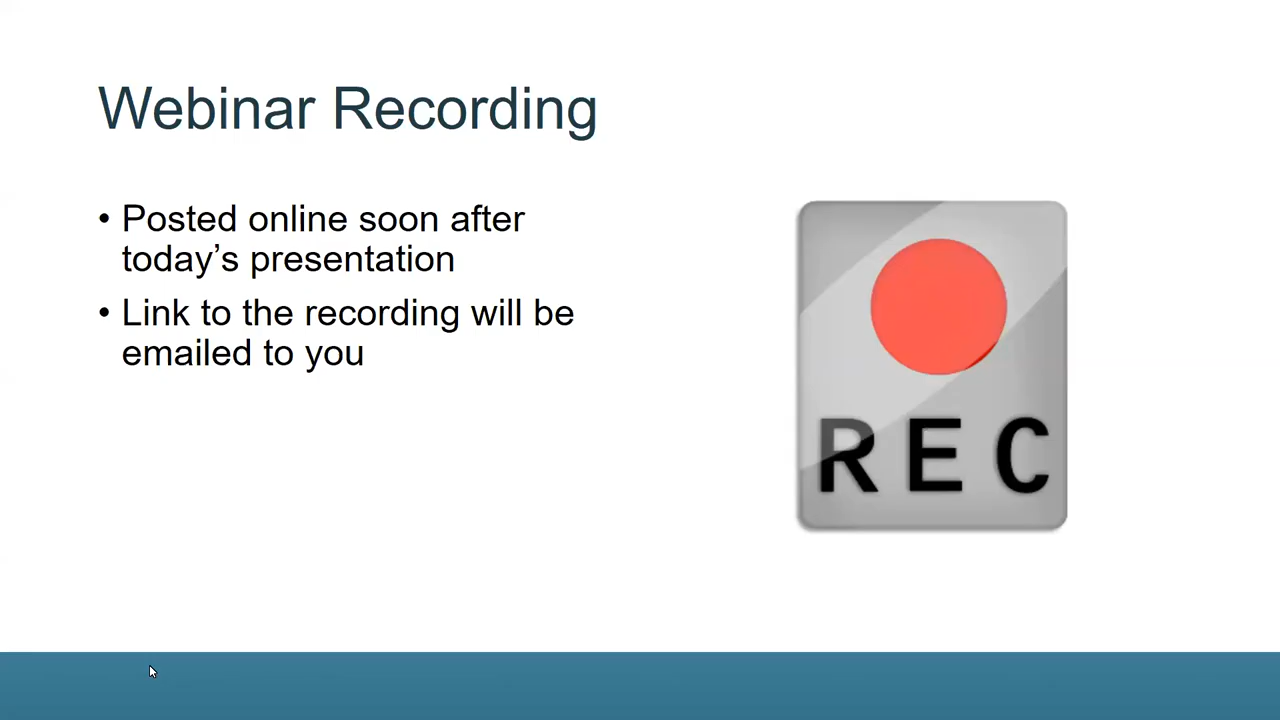 Webinar Recording
• Posted online soon after
today’s presentation
• Link to the recording will be
emailed to you
REC